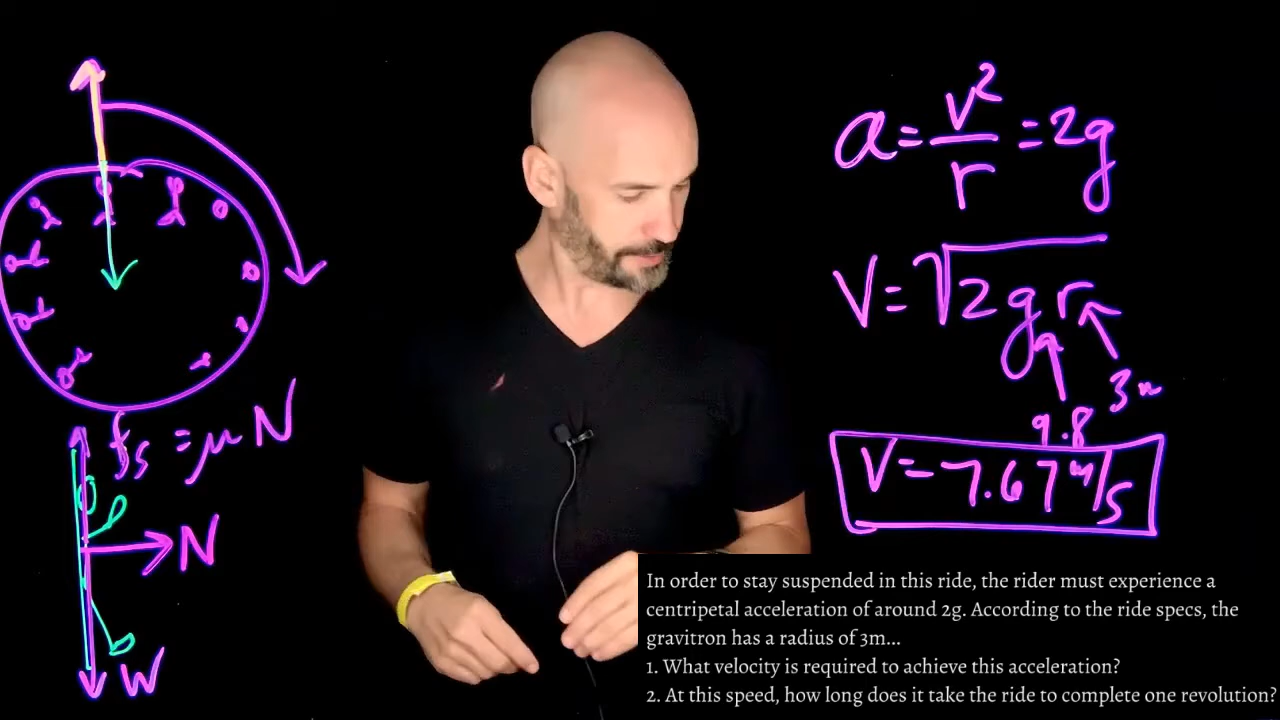 fs = μN
N
W
a = v²/r = 2g
V = √2gr
9.8
3m
V = 7.67 m/s
In order to stay suspended in this ride, the rider must experience a
centripetal acceleration of around 2g. According to the ride specs, the
gravitron has a radius of 3m...
1. What velocity is required to achieve this acceleration?
2. At this speed, how long does it take the ride to complete one revolution?